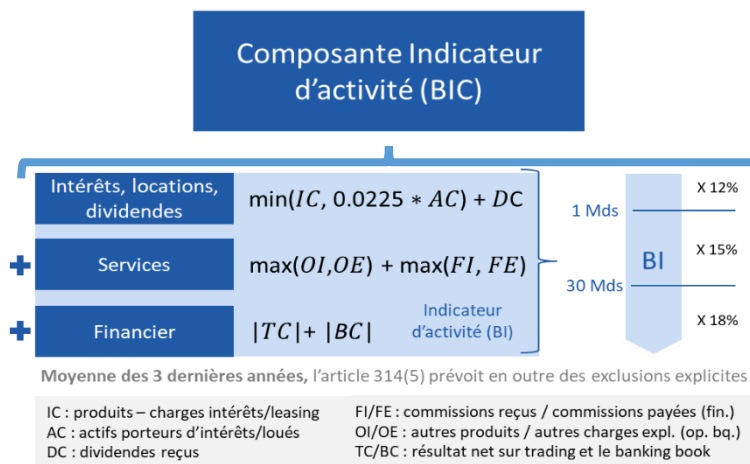 Composante Indicateur
d'activité (BIC)
Intérêts, locations,
dividendes
min(IC, 0.0225 * AC) + DC
X 12%
1 Mds
+ Services
max(OI,OE) + max(FI, FE)
BI
X 15%
30 Mds
+ Financier
|TC|+ |BC|
Indicateur
d'activité (BI)
X 18%
Moyenne des 3 dernières années, l'article 314(5) prévoit en outre des exclusions explicites
IC : produits – charges intérêts/leasing
AC : actifs porteurs d'intérêts/loués
DC : dividendes reçus
FI/FE : commissions reçus / commissions payées (fin.)
OI/OE : autres produits / autres charges expl. (op. bq.)
TC/BC : résultat net sur trading et le banking book